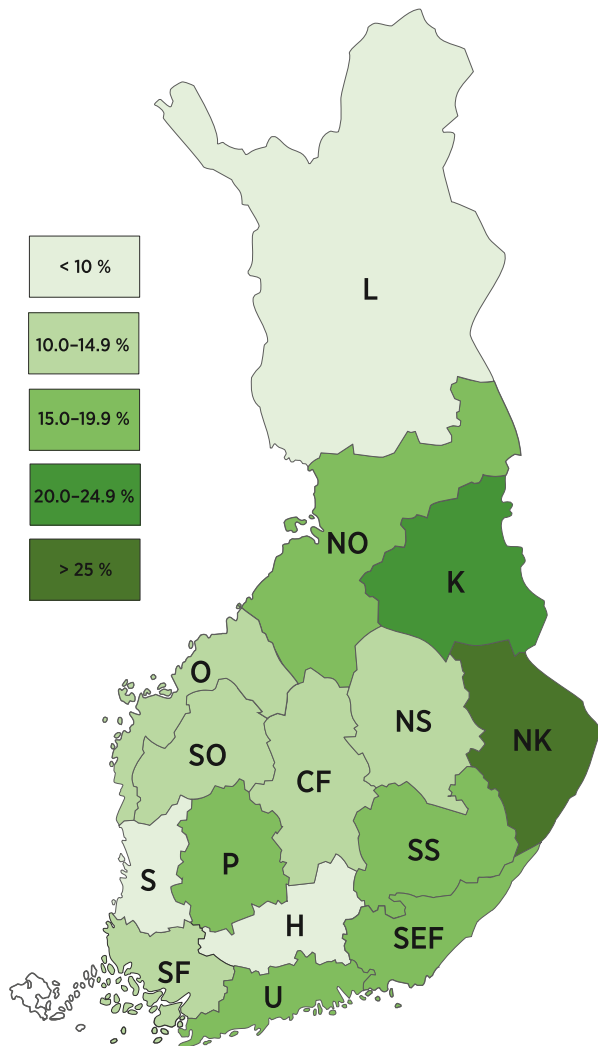 L
< 10 %
10.0–14.9 %
15.0–19.9 %
20.0–24.9 %
> 25 %
NO
K
O
NS
NK
SO
CF
SS
P
S
H
SEF
SF
U